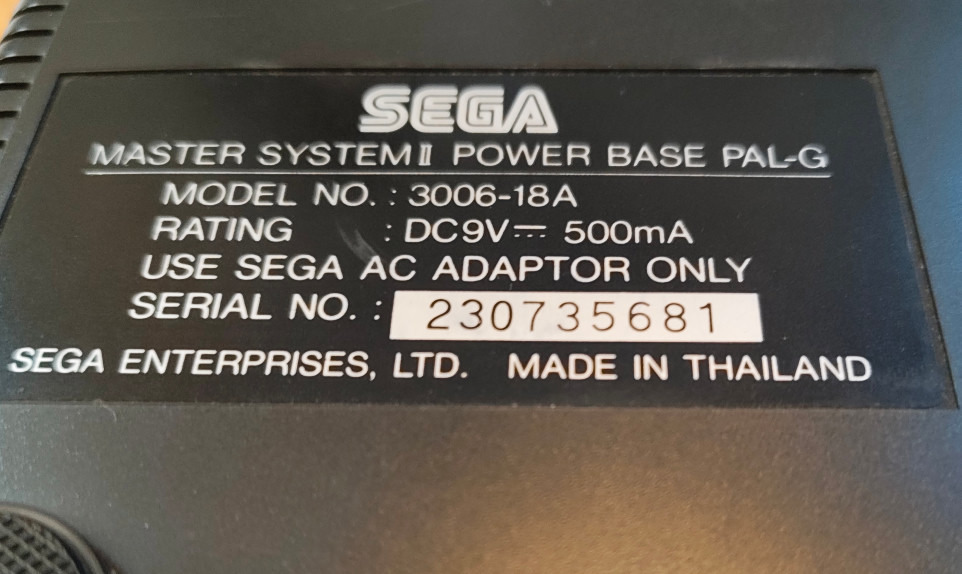 SEGA
MASTER SYSTEM II POWER BASE PAL-G
MODEL NO. : 3006-18A
RATING : DC9V⎓ 500mA
USE SEGA AC ADAPTOR ONLY
SERIAL NO. : 230735681
SEGA ENTERPRISES, LTD. MADE IN THAILAND